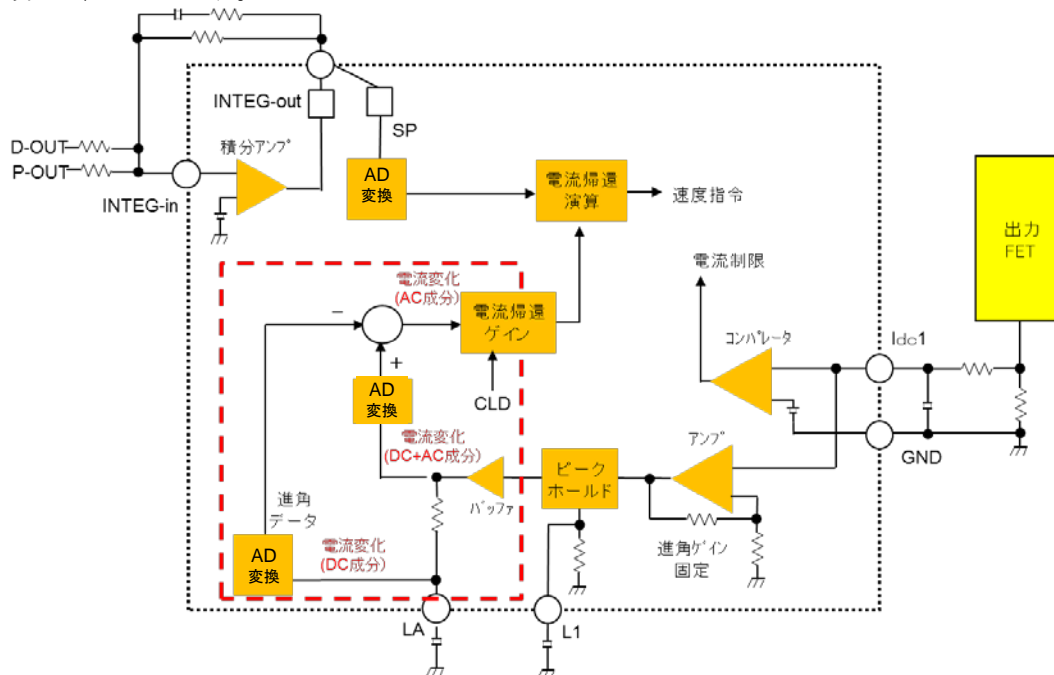 INTEG-out
SP
D-OUT
P-OUT
積分アンプ
INTEG-in
AD
変換
電流帰還
演算
速度指令
出力
FET
電流制限
コンパレータ
Idc1
GND
電流変化
(AC成分)
－
電流帰還
ゲイン
+
AD
変換
CLD
電流変化
(DC+AC成分)
バッファ
ピーク
ホールド
アンプ
進角ゲイン
固定
進角
データ
電流変化
(DC成分)
AD
変換
LA
L1